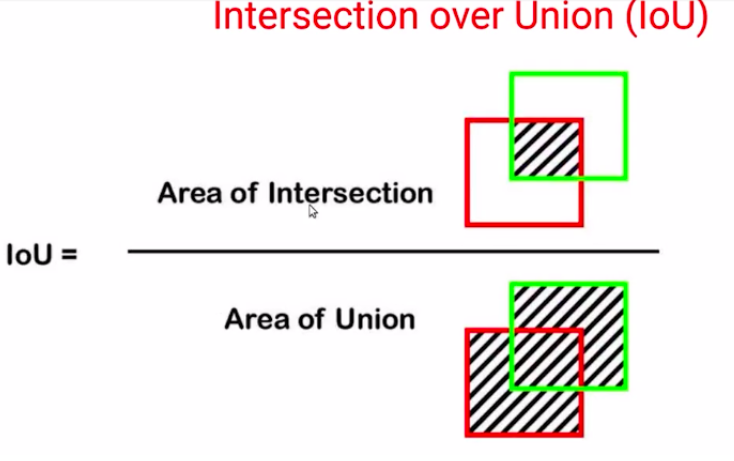 Intersection over Union (IoU)
Area of Intersection
IoU =
Area of Union